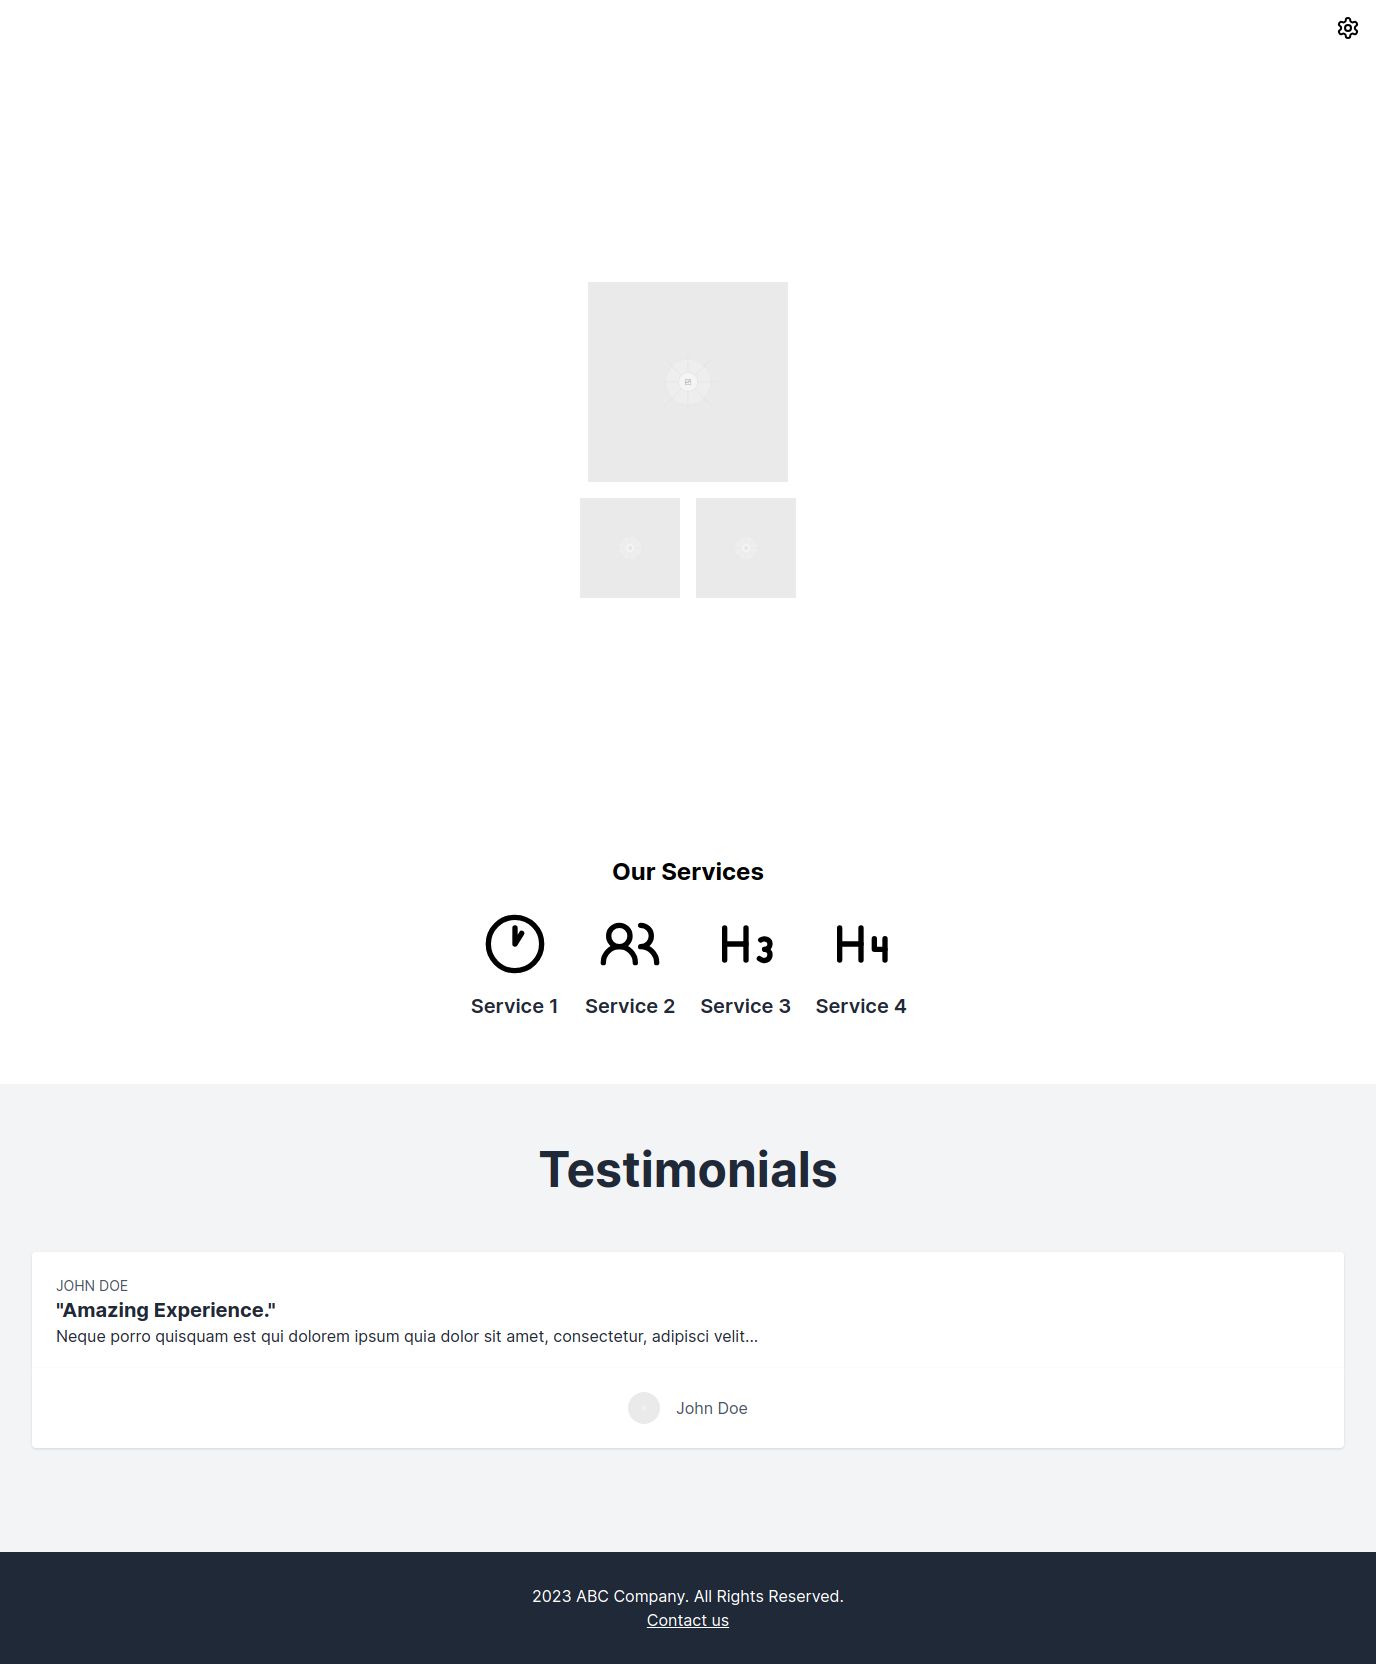 Our Services
H3
H4
Service 1
Service 2
Service 3
Service 4
Testimonials
JOHN DOE
"Amazing Experience."
Neque porro quisquam est qui dolorem ipsum quia dolor sit amet, consectetur, adipisci velit...
John Doe
2023 ABC Company. All Rights Reserved.
Contact us